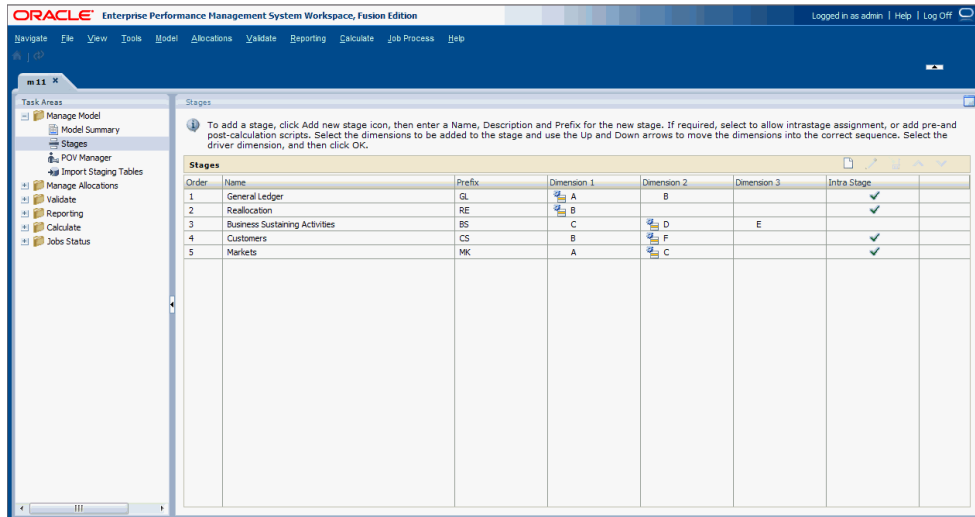 ORACLE® Enterprise Performance Management System Workspace, Fusion Edition
Logged in as admin | Help | Log Off
Navigate File View Tools Model Allocations Validate Reporting Calculate Job Process Help
m11
Task Areas
Manage Model
Model Summary
Stages
POV Manager
Import Staging Tables
Manage Allocations
Validate
Reporting
Calculate
Jobs Status
Stages
To add a stage, click Add new stage icon, then enter a Name, Description and Prefix for the new stage. If required, select to allow intrastage assignment, or add pre-and
post-calculation scripts. Select the dimensions to be added to the stage and use the Up and Down arrows to move the dimensions into the correct sequence. Select the
driver dimension, and then click OK.
Stages
Order Name Prefix Dimension 1 Dimension 2 Dimension 3 Intra Stage
1 General Ledger GL A B
2 Reallocation RE B
3 Business Sustaining Activities BS C D E
4 Customers CS B F
5 Markets MK A C